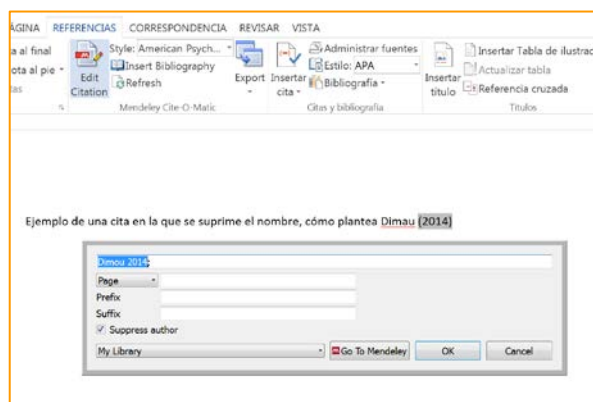 ÁGINA REFERENCIAS CORRESPONDENCIA REVISAR VISTA
a al final Style: American Psych... Administrar fuentes Insertar Tabla de ilustrac
ota al pie Edit Citation Insert Bibliography Export Insertar cita Estilo: APA Insertar título Actualizar tabla
as Refresh Bibliografía Referencia cruzada
Mendeley Cite-O-Matic Citas y bibliografía Títulos
Ejemplo de una cita en la que se suprime el nombre, cómo plantea Dimau (2014)
Dimou 2014
Page
Prefix
Suffix
Suppress author
My Library Go To Mendeley OK Cancel